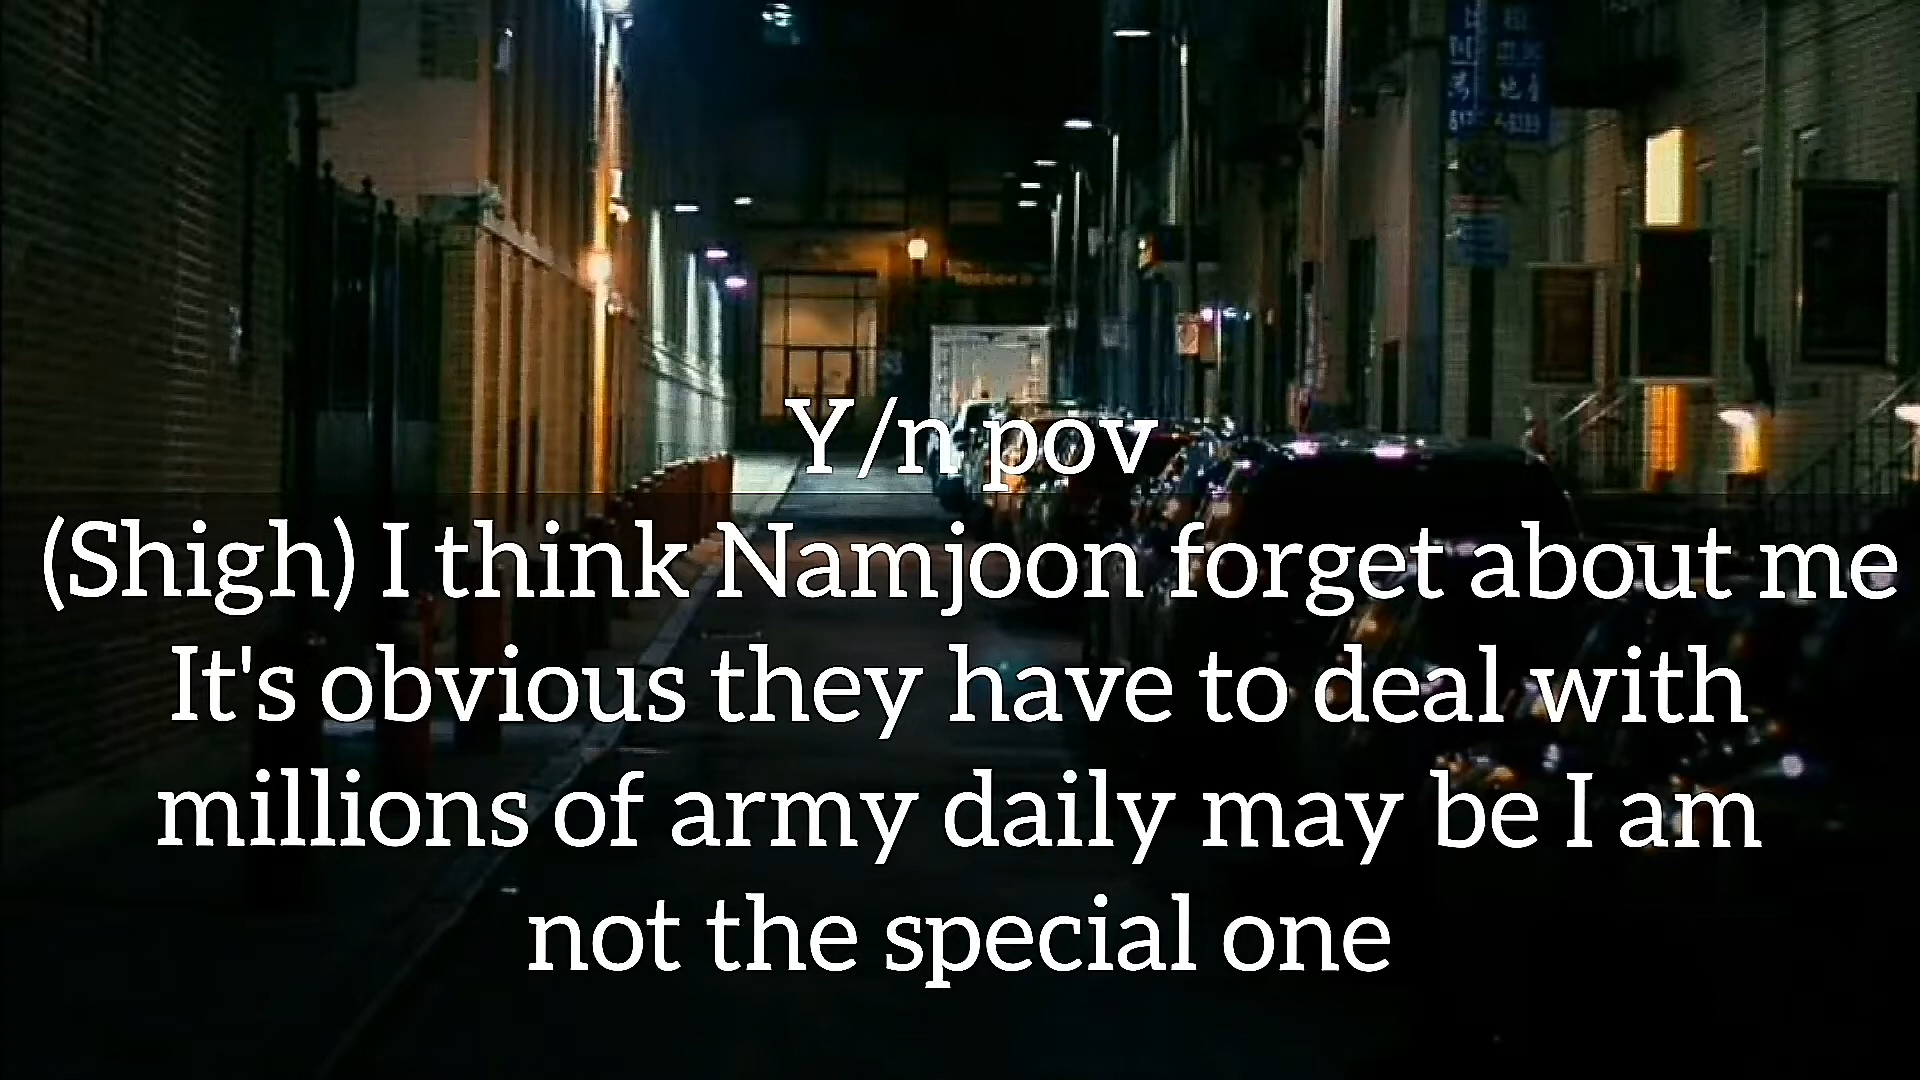 Y/n pov
(Shigh) I think Namjoon forget about me
It's obvious they have to deal with
millions of army daily may be I am
not the special one